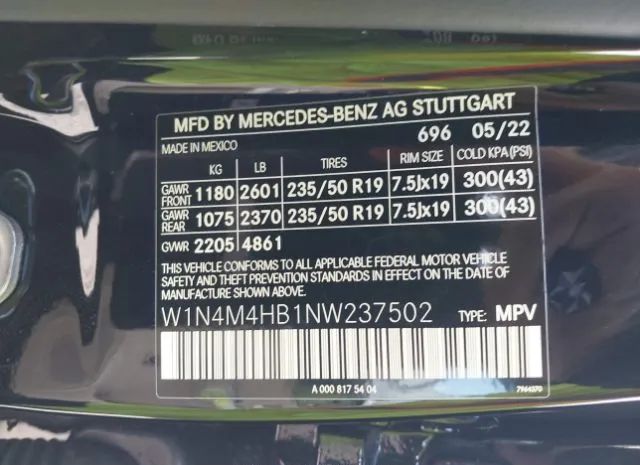 MFD BY MERCEDES-BENZ AG STUTTGART
MADE IN MEXICO 696 05/22
KG LB TIRES RIM SIZE COLD KPA(PSI)
GAWR FRONT 1180 2601 235/50 R19 7.5Jx19 300(43)
GAWR REAR 1075 2370 235/50 R19 7.5Jx19 300(43)
GVWR 2205 4861
THIS VEHICLE CONFORMS TO ALL APPLICABLE FEDERAL MOTOR VEHICLE
SAFETY AND THEFT PREVENTION STANDARDS IN EFFECT ON THE DATE
OF MANUFACTURE SHOWN ABOVE.
W1N4M4HB1NW237502 TYPE: MPV
A 000 817 54 04 7964370